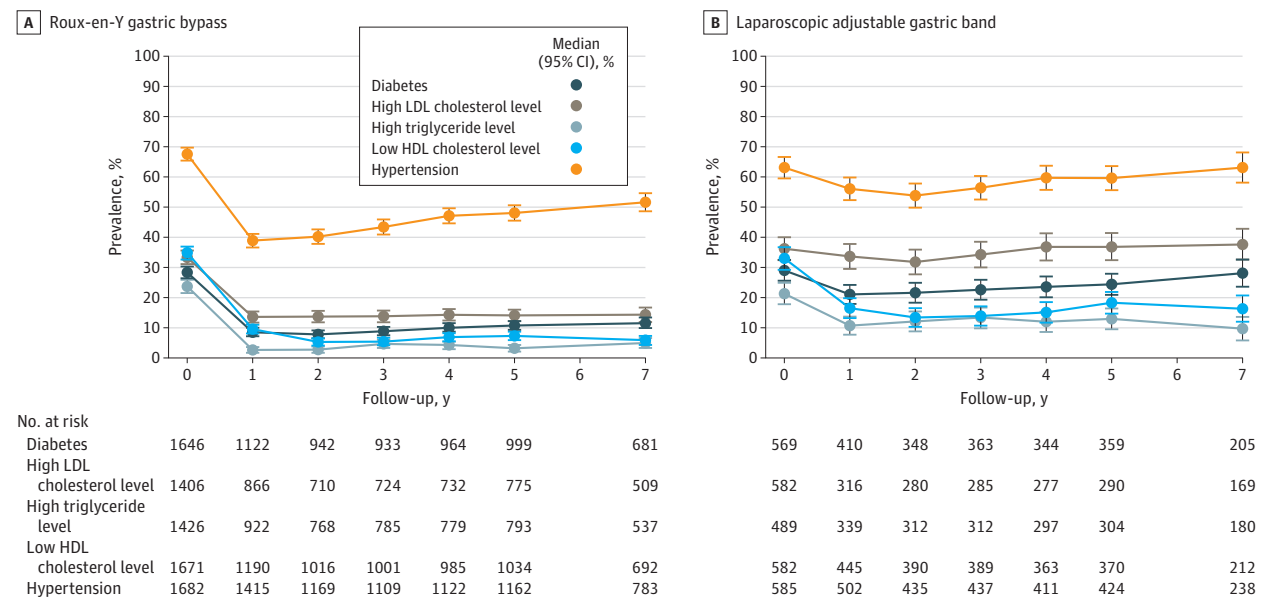 A Roux-en-Y gastric bypass
Median
(95% CI), %
Diabetes
High LDL cholesterol level
High triglyceride level
Low HDL cholesterol level
Hypertension
Prevalence, %
100
90
80
70
60
50
40
30
20
10
0
0 1 2 3 4 5 6 7
Follow-up, y
B Laparoscopic adjustable gastric band
Prevalence, %
100
90
80
70
60
50
40
30
20
10
0
0 1 2 3 4 5 6 7
Follow-up, y
No. at risk
Diabetes 1646 1122 942 933 964 999 681 569 410 348 363 344 359 205
High LDL
cholesterol level 1406 866 710 724 732 775 509 582 316 280 285 277 290 169
High triglyceride
level 1426 922 768 785 779 793 537 489 339 312 312 297 304 180
Low HDL
cholesterol level 1671 1190 1016 1001 985 1034 692 582 445 390 389 363 370 212
Hypertension 1682 1415 1169 1109 1122 1162 783 585 502 435 437 411 424 238